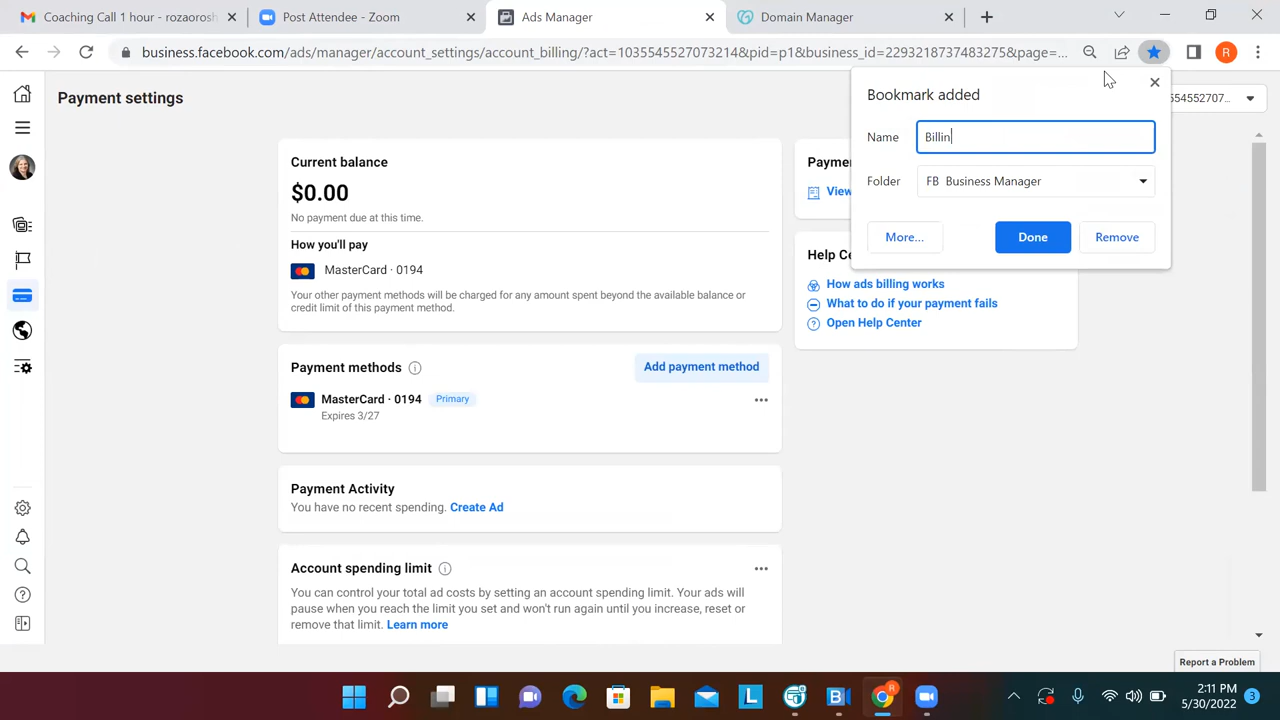 Coaching Call 1 hour - rozaorosh
Post Attendee - Zoom
Ads Manager
Domain Manager
business.facebook.com/ads/manager/account_settings/account_billing/?act=1035545527073214&pid=p1&business_id=2293218737483275&page=...
R
Payment settings
554552707...
Bookmark added
Name
Billin
Folder
FB Business Manager
More...
Done
Remove
Current balance
$0.00
No payment due at this time.
How you'll pay
MasterCard · 0194
Your other payment methods will be charged for any amount spent beyond the available balance or
credit limit of this payment method.
Paymen
View
Help Ce
How ads billing works
What to do if your payment fails
Open Help Center
Payment methods
Add payment method
MasterCard · 0194
Primary
Expires 3/27
Payment Activity
You have no recent spending. Create Ad
Account spending limit
You can control your total ad costs by setting an account spending limit. Your ads will
pause when you reach the limit you set and won't run again until you increase, reset or
remove that limit. Learn more
Report a Problem
L
B
R
2:11 PM
5/30/2022
3